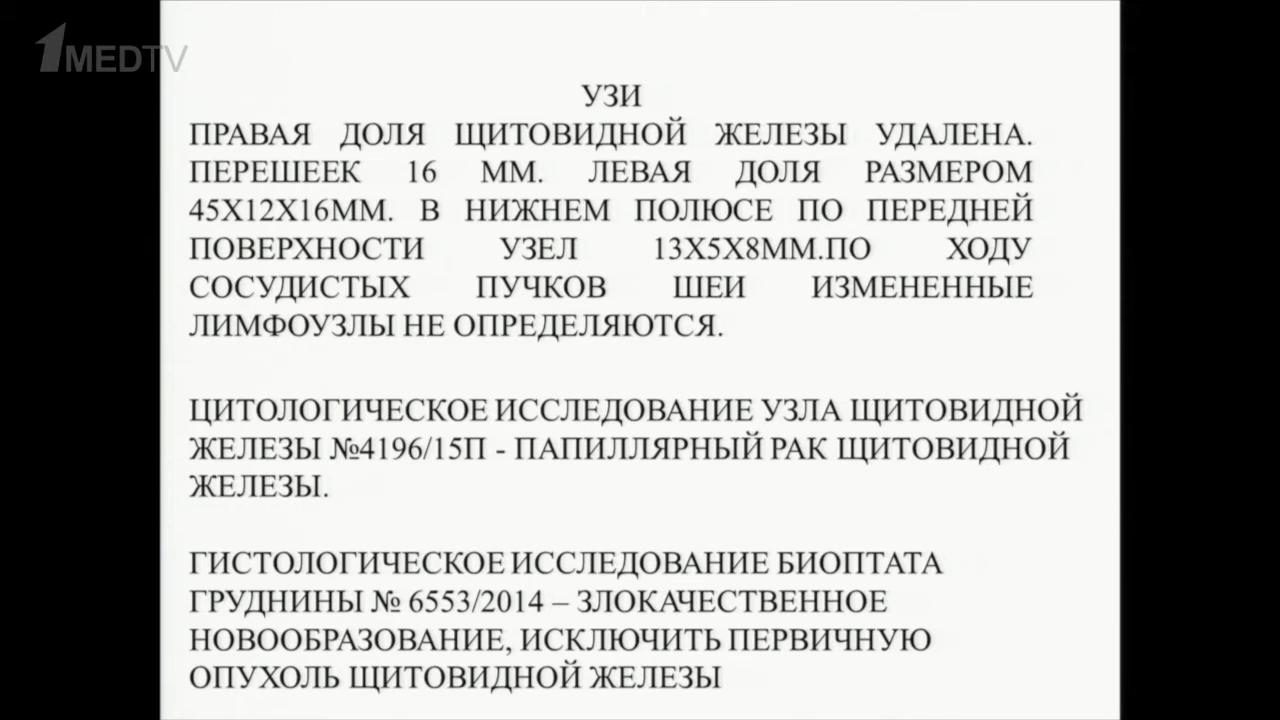 1MEDTV
УЗИ
ПРАВАЯ ДОЛЯ ЩИТОВИДНОЙ ЖЕЛЕЗЫ УДАЛЕНА.
ПЕРЕШЕЕК 16 ММ. ЛЕВАЯ ДОЛЯ РАЗМЕРОМ
45Х12Х16ММ. В НИЖНЕМ ПОЛЮСЕ ПО ПЕРЕДНЕЙ
ПОВЕРХНОСТИ УЗЕЛ 13Х5Х8ММ.ПО ХОДУ
СОСУДИСТЫХ ПУЧКОВ ШЕИ ИЗМЕНЕННЫЕ
ЛИМФОУЗЛЫ НЕ ОПРЕДЕЛЯЮТСЯ.
ЦИТОЛОГИЧЕСКОЕ ИССЛЕДОВАНИЕ УЗЛА ЩИТОВИДНОЙ
ЖЕЛЕЗЫ №4196/15П - ПАПИЛЛЯРНЫЙ РАК ЩИТОВИДНОЙ
ЖЕЛЕЗЫ.
ГИСТОЛОГИЧЕСКОЕ ИССЛЕДОВАНИЕ БИОПТАТА
ГРУДНИНЫ № 6553/2014 – ЗЛОКАЧЕСТВЕННОЕ
НОВООБРАЗОВАНИЕ, ИСКЛЮЧИТЬ ПЕРВИЧНУЮ
ОПУХОЛЬ ЩИТОВИДНОЙ ЖЕЛЕЗЫ